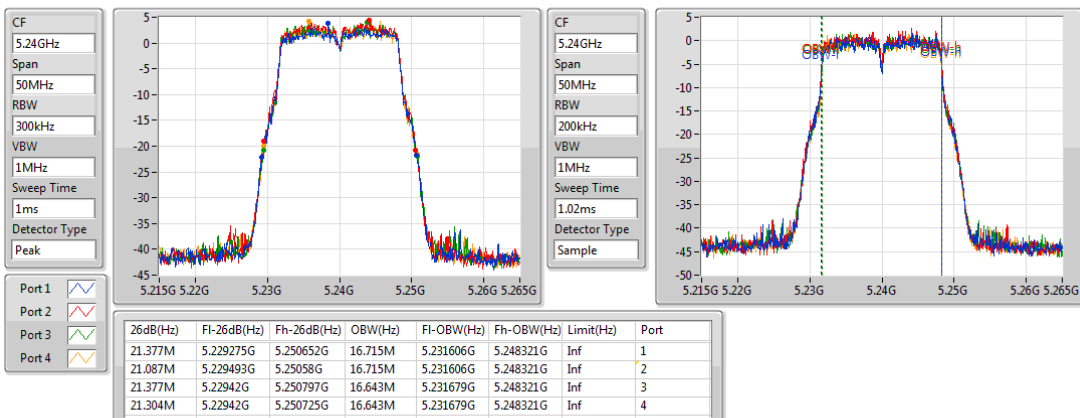 CF
5.24GHz
Span
50MHz
RBW
300kHz
VBW
1MHz
Sweep Time
1ms
Detector Type
Peak
Port 1
Port 2
Port 3
Port 4
5
0
-5
-10
-15
-20
-25
-30
-35
-40
-45
5.215G 5.22G 5.23G 5.24G 5.25G 5.26G 5.265G
CF
5.24GHz
Span
50MHz
RBW
200kHz
VBW
1MHz
Sweep Time
1.02ms
Detector Type
Sample
5
0
-5
-10
-15
-20
-25
-30
-35
-40
-45
-50
5.215G 5.22G 5.23G 5.24G 5.25G 5.26G 5.265G
26dB(Hz) Fl-26dB(Hz) Fh-26dB(Hz) OBW(Hz) Fl-OBW(Hz) Fh-OBW(Hz) Limit(Hz) Port
21.377M 5.229275G 5.250652G 16.715M 5.231606G 5.248321G Inf 1
21.087M 5.229493G 5.25058G 16.715M 5.231606G 5.248321G Inf 2
21.377M 5.22942G 5.250797G 16.643M 5.231679G 5.248321G Inf 3
21.304M 5.22942G 5.250725G 16.643M 5.231679G 5.248321G Inf 4